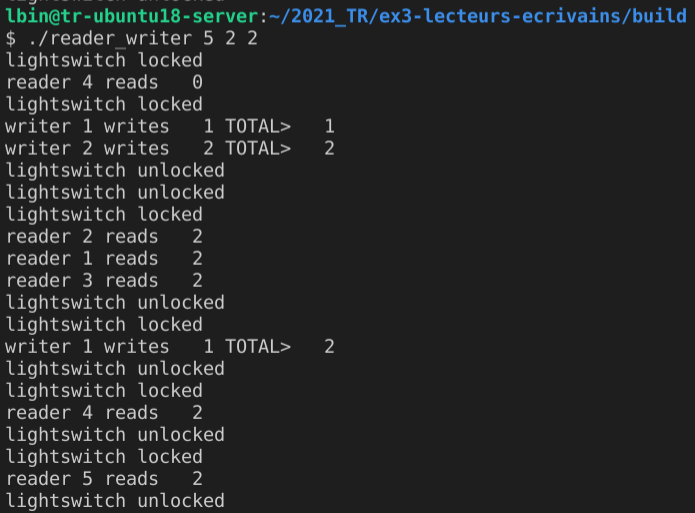 lightswitch unlocked
lbin@tr-ubuntu18-server:~/2021_TR/ex3-lecteurs-ecrivains/build
$ ./reader_writer 5 2 2
lightswitch locked
reader 4 reads   0
lightswitch locked
writer 1 writes   1 TOTAL>   1
writer 2 writes   2 TOTAL>   2
lightswitch unlocked
lightswitch unlocked
lightswitch locked
reader 2 reads   2
reader 1 reads   2
reader 3 reads   2
lightswitch unlocked
lightswitch locked
writer 1 writes   1 TOTAL>   2
lightswitch unlocked
lightswitch locked
reader 4 reads   2
lightswitch unlocked
lightswitch locked
reader 5 reads   2
lightswitch unlocked